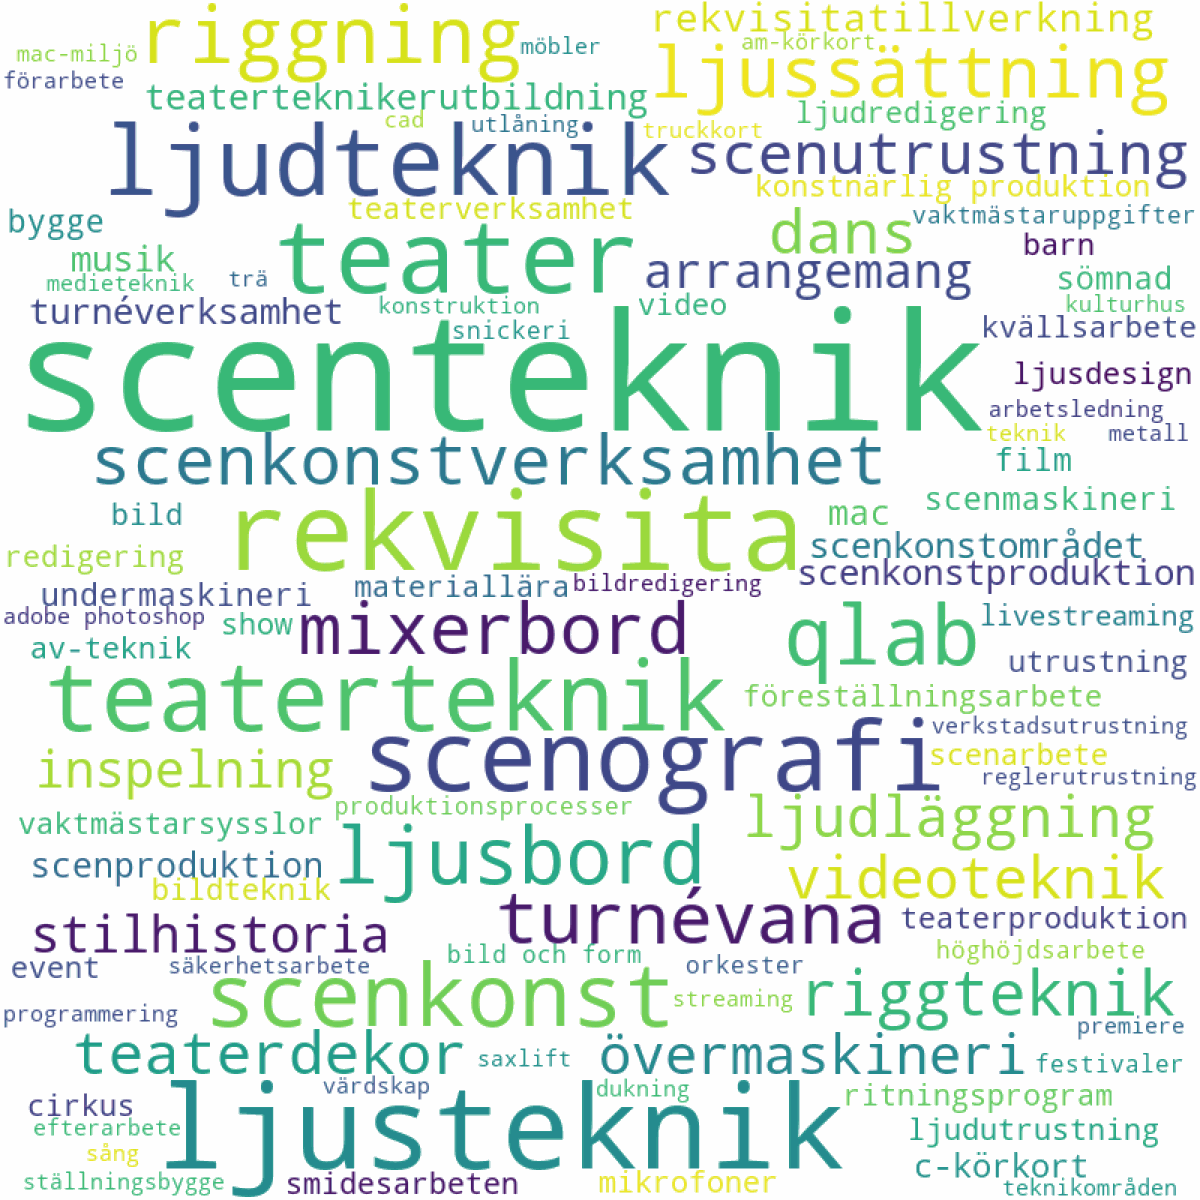 riggning
rekvisitatillverkning
mac-miljö
möbler
am-körkort
ljussättning
förarbete
teaterteknikerutbildning
ljudredigering
cad
utlåning
truckkort
ljudteknik
scenutrustning
konstnärlig produktion
teaterverksamhet
bygge
teater
dans
vaktmästaruppgifter
musik
barn
medieteknik
trä
arrangemang
sömnad
turnéverksamhet
konstruktion
video
kulturhus
snickeri
kvällsarbete
scenteknik
ljusdesign
arbetsledning
teknik
metall
scenkonstverksamhet
film
rekvisita
scenmaskineri
bild
mac
redigering
scenkonstområdet
undermaskineri
materiallära
bildredigering
scenkonstproduktion
adobe photoshop
show
mixerbord
qlab
livestreaming
av-teknik
utrustning
teaterteknik
föreställningsarbete
scenografi
verkstadsutrustning
scenarbete
inspelning
reglerutrustning
produktionsprocesser
ljudläggning
vaktmästarsysslor
ljusbord
scenproduktion
videoteknik
bildteknik
turnévana
stilhistoria
teaterproduktion
bild och form
höghöjdsarbete
event
säkerhetsarbete
orkester
scenkonst
streaming
riggteknik
programmering
premiere
teaterdekor
saxlift
övermaskineri
festivaler
värdskap
dukning
ritningsprogram
cirkus
ljusteknik
efterarbete
ljudutrustning
sång
c-körkort
ställningsbygge
smidesarbeten
mikrofoner
teknikområden